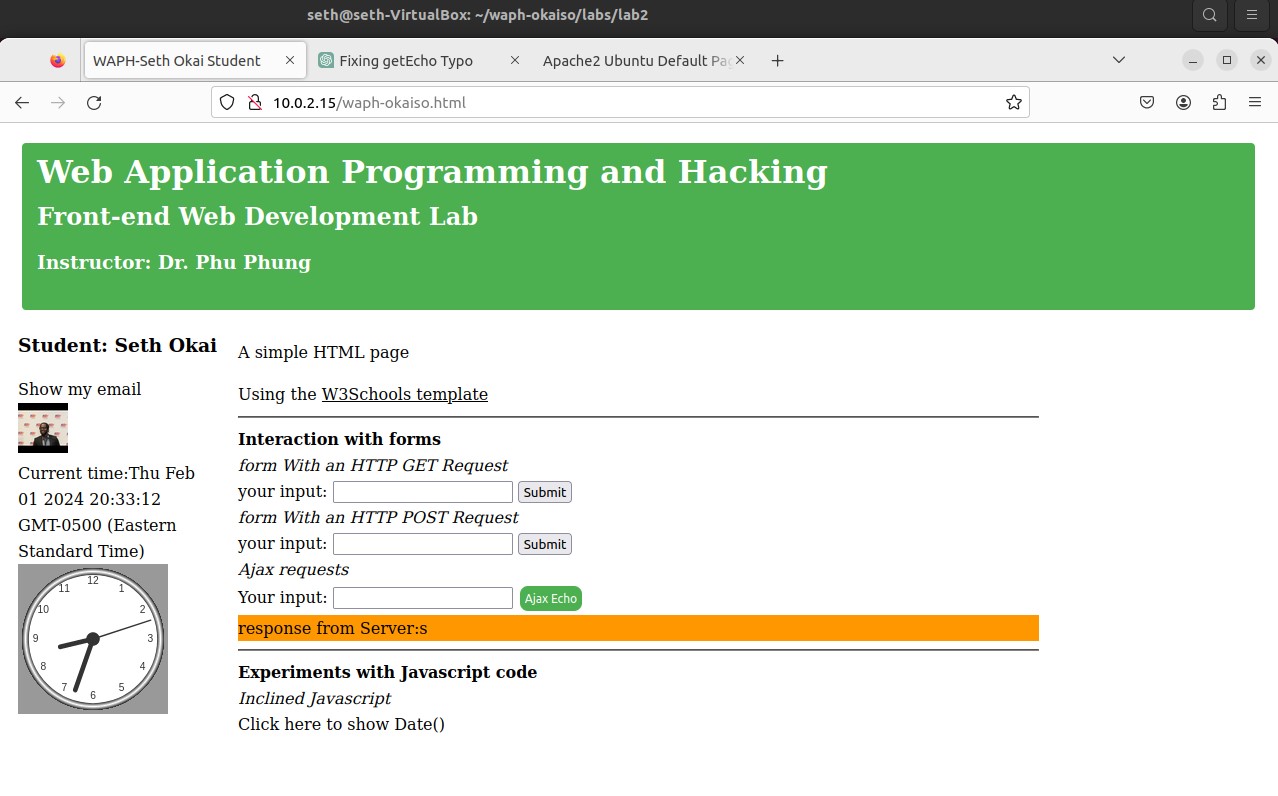 seth@seth-VirtualBox: ~/waph-okaiso/labs/lab2
WAPH-Seth Okai Student
Fixing getEcho Typo
Apache2 Ubuntu Default Pag
10.0.2.15/waph-okaiso.html
Web Application Programming and Hacking
Front-end Web Development Lab
Instructor: Dr. Phu Phung
Student: Seth Okai
Show my email
Current time:Thu Feb
01 2024 20:33:12
GMT-0500 (Eastern
Standard Time)
12
1
2
3
4
5
6
7
8
9
10
11
A simple HTML page
Using the W3Schools template
Interaction with forms
form With an HTTP GET Request
your input: Submit
form With an HTTP POST Request
your input: Submit
Ajax requests
Your input: Ajax Echo
response from Server:s
Experiments with Javascript code
Inclined Javascript
Click here to show Date()